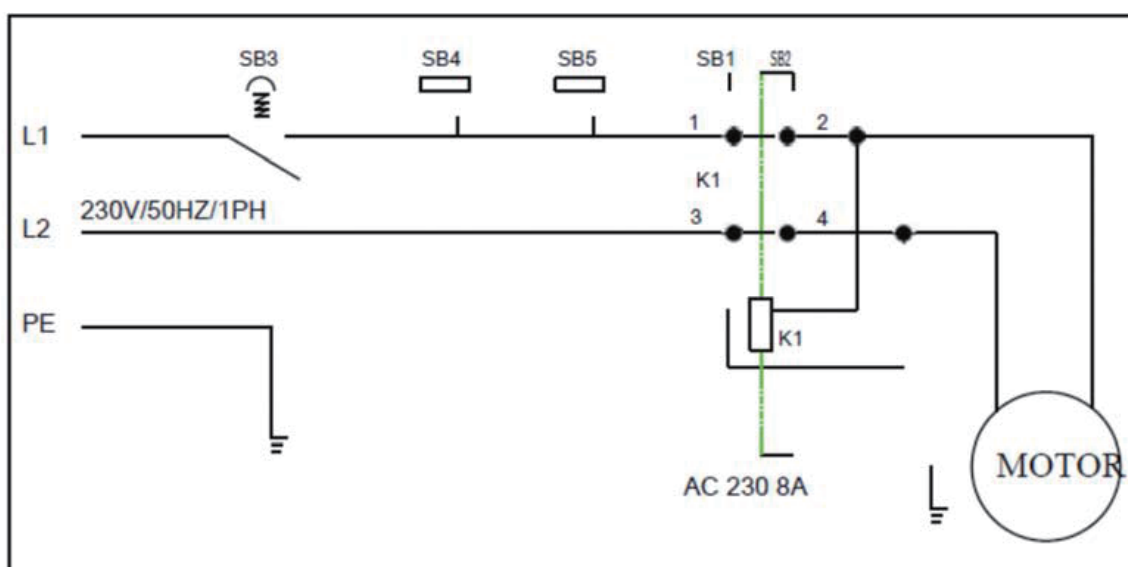 SB3
SB4
SB5
SB1
SB2
L1
1
2
K1
230V/50HZ/1PH
L2
3
4
PE
K1
AC 230 8A
MOTOR